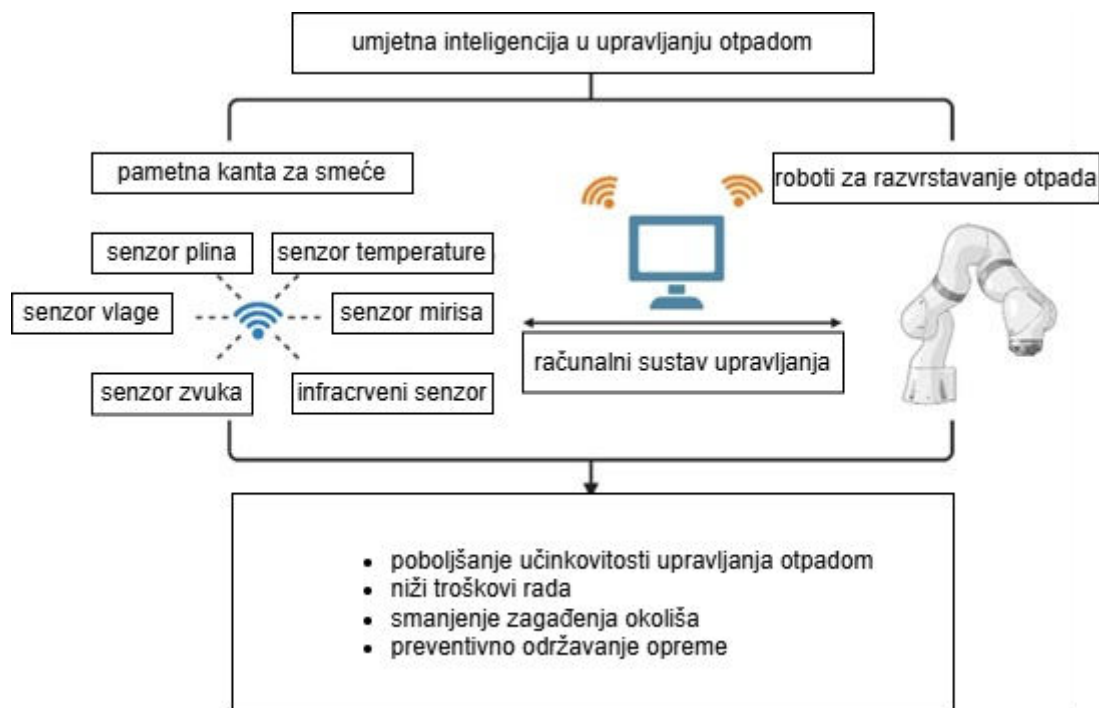 umjetna inteligencija u upravljanju otpadom
pametna kanta za smeće
roboti za razvrstavanje otpada
senzor plina
senzor temperature
senzor vlage
senzor mirisa
računalni sustav upravljanja
senzor zvuka
infracrveni senzor
• poboljšanje učinkovitosti upravljanja otpadom
• niži troškovi rada
• smanjenje zagađenja okoliša
• preventivno održavanje opreme